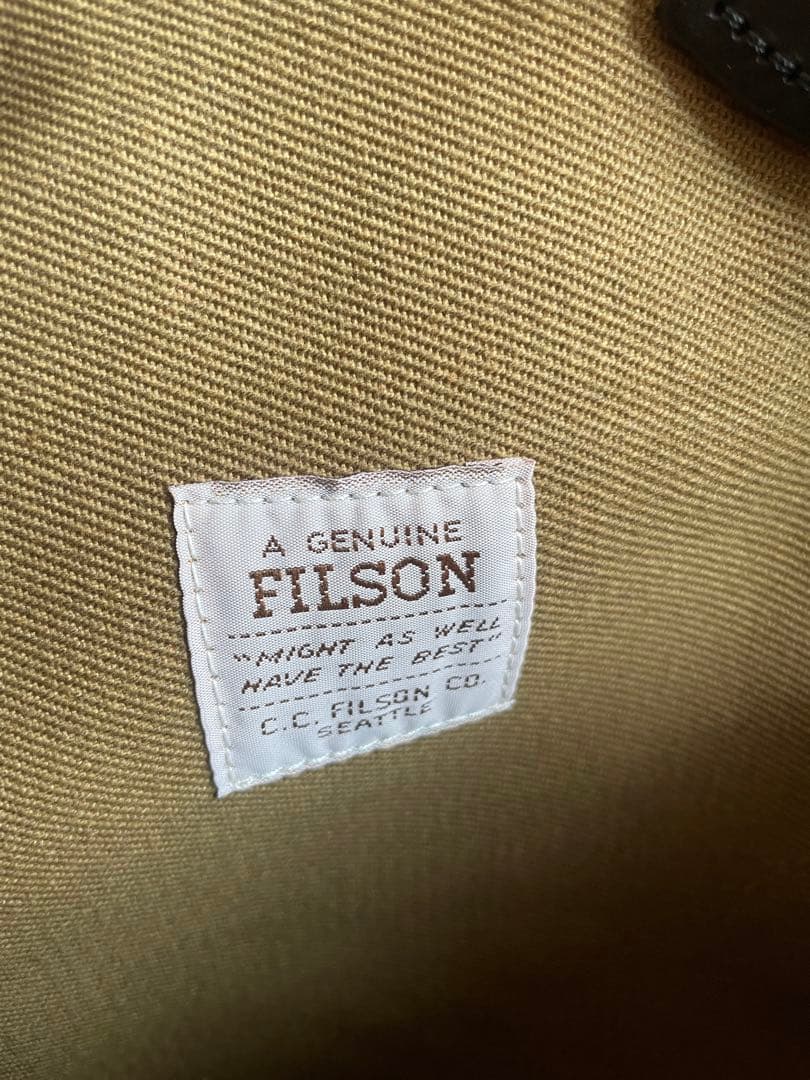 A GENUINE
FILSON
"MIGHT AS WELL
HAVE THE BEST"
C.C. FILSON CO.
SEATTLE